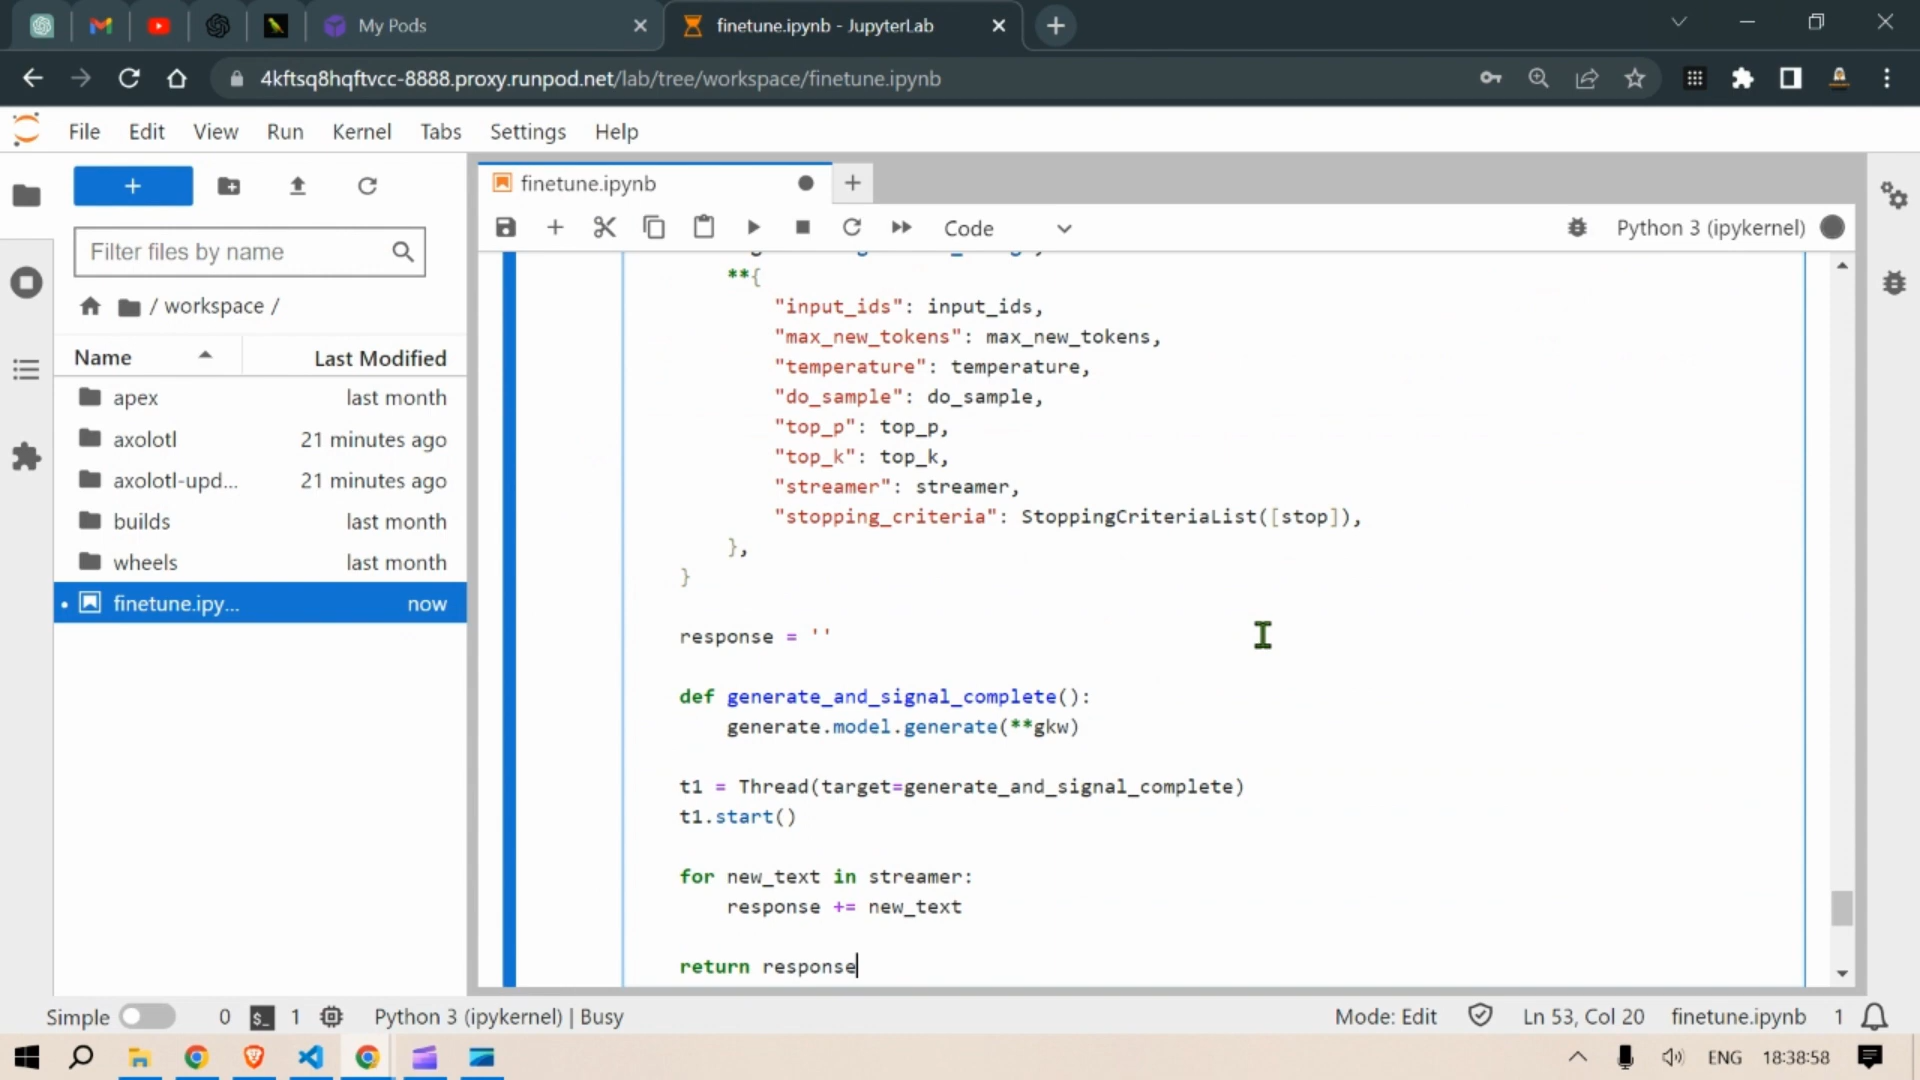 My Pods
finetune.ipynb - JupyterLab
4kftsq8hqftvcc-8888.proxy.runpod.net/lab/tree/workspace/finetune.ipynb
File Edit View Run Kernel Tabs Settings Help
finetune.ipynb
Code
Python 3 (ipykernel)
Filter files by name
/ workspace /
Name Last Modified
apex last month
axolotl 21 minutes ago
axolotl-upd... 21 minutes ago
builds last month
wheels last month
finetune.ipy... now
**{
"input_ids": input_ids,
"max_new_tokens": max_new_tokens,
"temperature": temperature,
"do_sample": do_sample,
"top_p": top_p,
"top_k": top_k,
"streamer": streamer,
"stopping_criteria": StoppingCriteriaList([stop]),
},
}
response = ''
def generate_and_signal_complete():
generate.model.generate(**gkw)
t1 = Thread(target=generate_and_signal_complete)
t1.start()
for new_text in streamer:
response += new_text
return response
Simple 0 $_ 1 Python 3 (ipykernel) | Busy Mode: Edit Ln 53, Col 20 finetune.ipynb 1
ENG 18:38:58